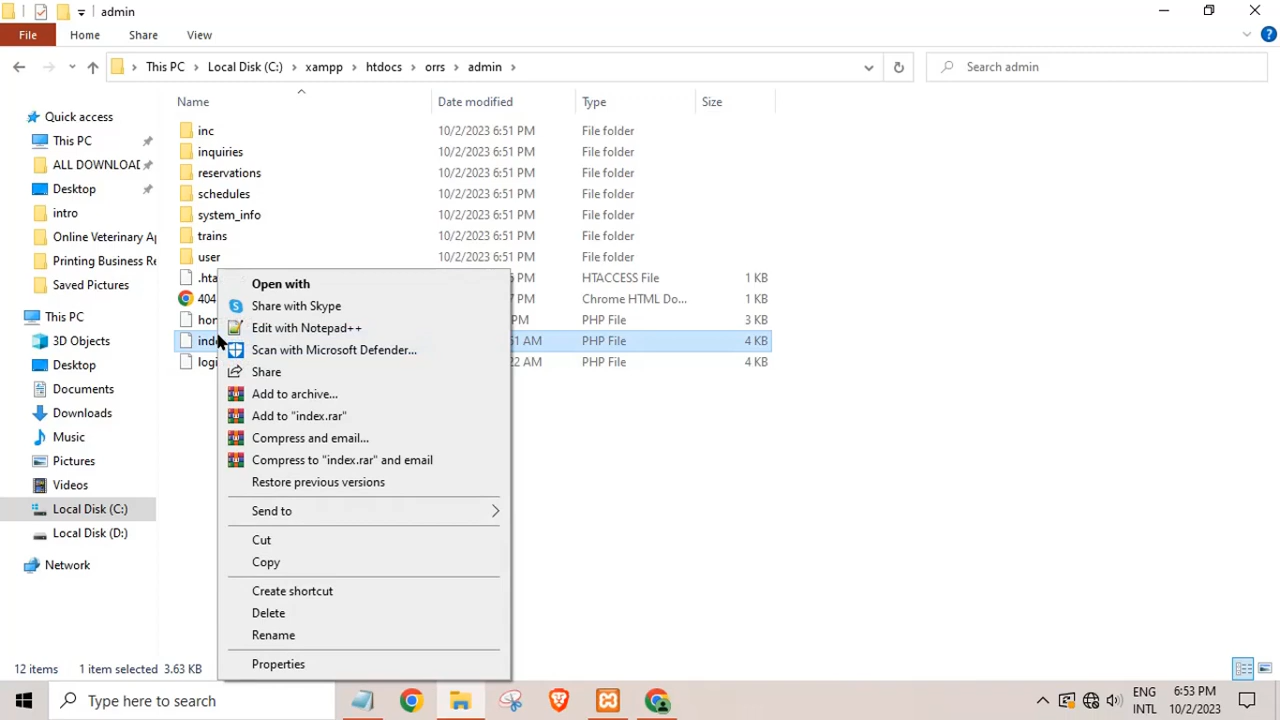 admin
File
Home
Share
View
This PC
Local Disk (C:)
xampp
htdocs
orrs
admin
Search admin
Name
Date modified
Type
Size
Quick access
This PC
ALL DOWNLOAD
Desktop
intro
Online Veterinary Ap
Printing Business Re
Saved Pictures
This PC
3D Objects
Desktop
Documents
Downloads
Music
Pictures
Videos
Local Disk (C:)
Local Disk (D:)
Network
inc 10/2/2023 6:51 PM File folder
inquiries 10/2/2023 6:51 PM File folder
reservations 10/2/2023 6:51 PM File folder
schedules 10/2/2023 6:51 PM File folder
system_info 10/2/2023 6:51 PM File folder
trains 10/2/2023 6:51 PM File folder
user 10/2/2023 6:51 PM File folder
.hta PM HTACCESS File 1 KB
404 PM Chrome HTML Do... 1 KB
hom PM PHP File 3 KB
inde 51 AM PHP File 4 KB
logi 22 AM PHP File 4 KB
Open with
Share with Skype
Edit with Notepad++
Scan with Microsoft Defender...
Share
Add to archive...
Add to "index.rar"
Compress and email...
Compress to "index.rar" and email
Restore previous versions
Send to
Cut
Copy
Create shortcut
Delete
Rename
Properties
12 items 1 item selected 3.63 KB
Type here to search
ENG
INTL
6:53 PM
10/2/2023